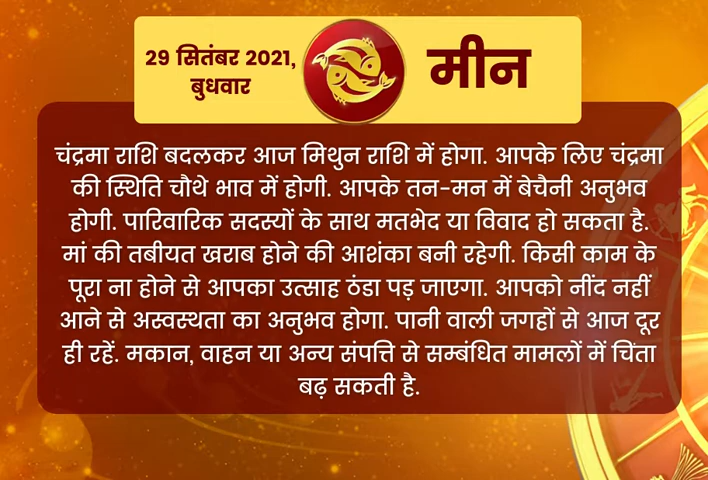 29 सितंबर 2021,
बुधवार
मीन
चंद्रमा राशि बदलकर आज मिथुन राशि में होगा. आपके लिए चंद्रमा
की स्थिति चौथे भाव में होगी. आपके तन-मन में बेचैनी अनुभव
होगी. पारिवारिक सदस्यों के साथ मतभेद या विवाद हो सकता है.
मां की तबीयत खराब होने की आशंका बनी रहेगी. किसी काम के
पूरा ना होने से आपका उत्साह ठंडा पड़ जाएगा. आपको नींद नहीं
आने से अस्वस्थता का अनुभव होगा. पानी वाली जगहों से आज दूर
ही रहें. मकान, वाहन या अन्य संपत्ति से सम्बंधित मामलों में चिंता
बढ़ सकती है.